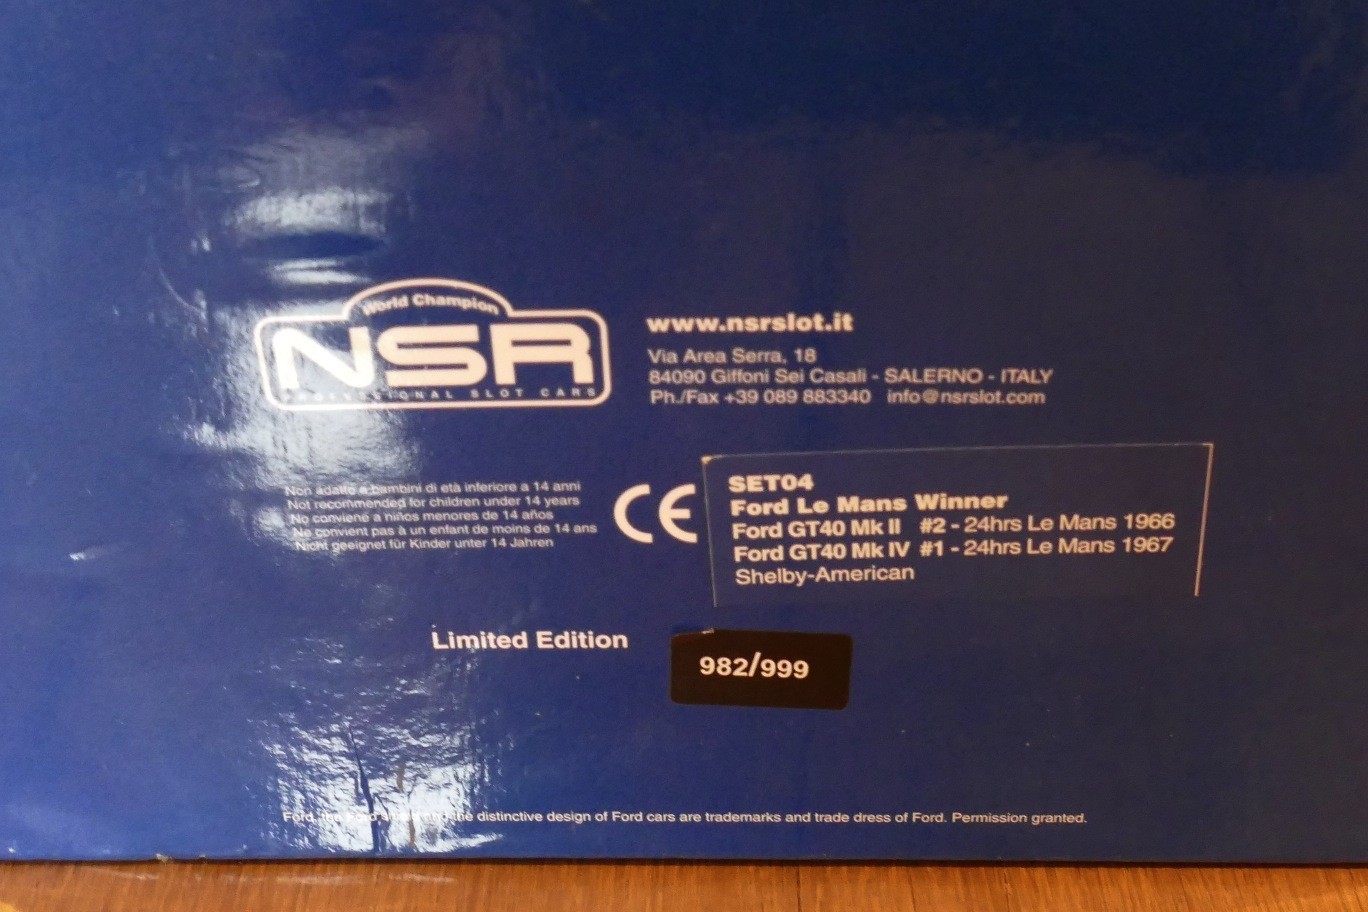 World Champion
NSR
PROFESSIONAL SLOT CARS
www.nsrslot.it
Via Area Serra, 18
84090 Giffoni Sei Casali - SALERNO - ITALY
Ph./Fax +39 089 883340 info@nsrslot.com
Non adatto a bambini di età inferiore a 14 anni
Not recommended for children under 14 years
No conviene a niños menores de 14 años
Ne convient pas à un enfant de moins de 14 ans
Nicht geeignet für Kinder unter 14 Jahren
CE
SET04
Ford Le Mans Winner
Ford GT40 Mk II #2 - 24hrs Le Mans 1966
Ford GT40 Mk IV #1 - 24hrs Le Mans 1967
Shelby-American
Limited Edition
982/999
Ford, the Ford and the distinctive design of Ford cars are trademarks and trade dress of Ford. Permission granted.